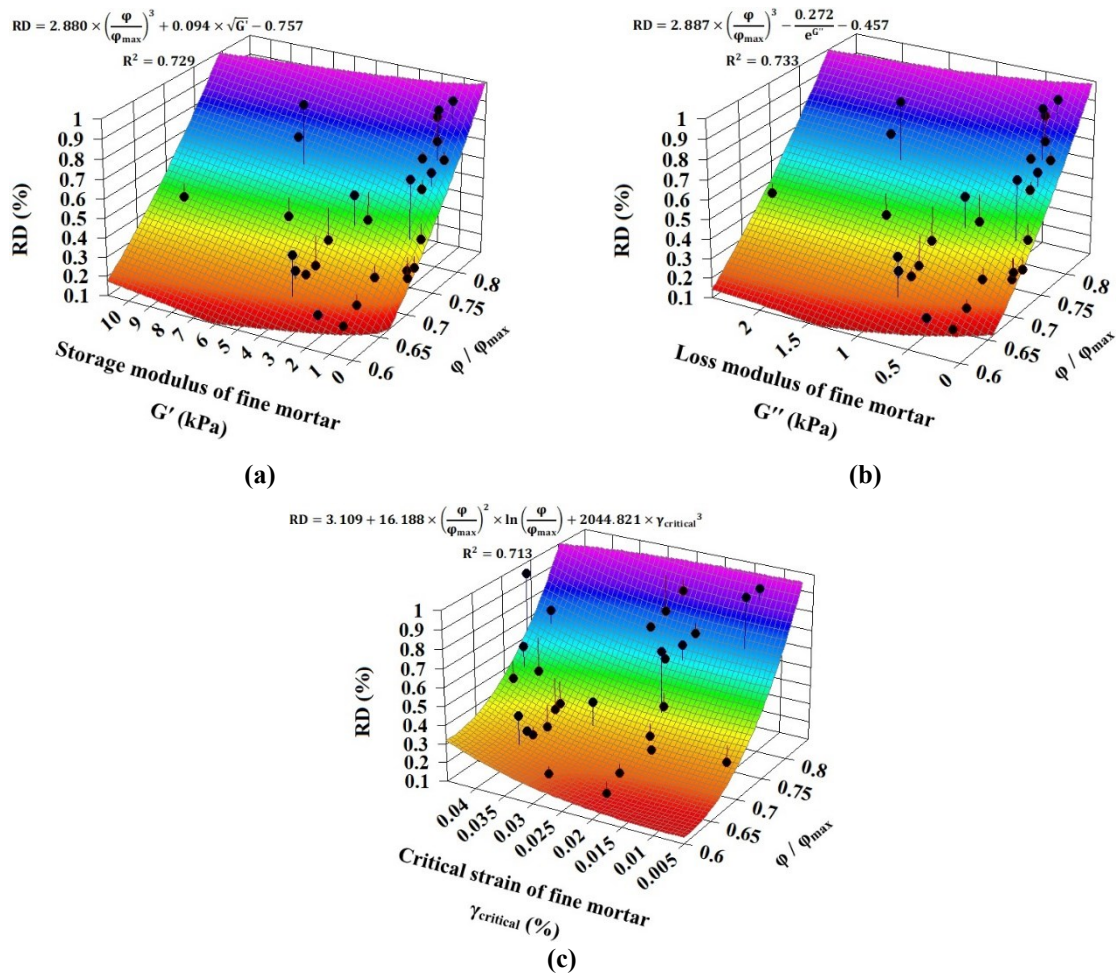 RD = 2.880 × (φ/φmax)³ + 0.094 × √G′ − 0.757
R² = 0.729
1
0.9
0.8
0.7
0.6
0.5
0.4
0.3
0.2
0.1
RD (%)
10 9 8 7 6 5 4 3 2 1 0
Storage modulus of fine mortar
G′ (kPa)
0.6 0.65 0.7 0.75 0.8
φ / φmax
(a)
RD = 2.887 × (φ/φmax)³ − 0.272/e^G″ − 0.457
R² = 0.733
1
0.9
0.8
0.7
0.6
0.5
0.4
0.3
0.2
0.1
RD (%)
2 1.5 1 0.5 0
Loss modulus of fine mortar
G″ (kPa)
0.6 0.65 0.7 0.75 0.8
φ / φmax
(b)
RD = 3.109 + 16.188 × (φ/φmax)² × ln(φ/φmax) + 2044.821 × γcritical³
R² = 0.713
1
0.9
0.8
0.7
0.6
0.5
0.4
0.3
0.2
0.1
RD (%)
0.04 0.035 0.03 0.025 0.02 0.015 0.01 0.005
Critical strain of fine mortar
γcritical (%)
0.6 0.65 0.7 0.75 0.8
φ / φmax
(c)